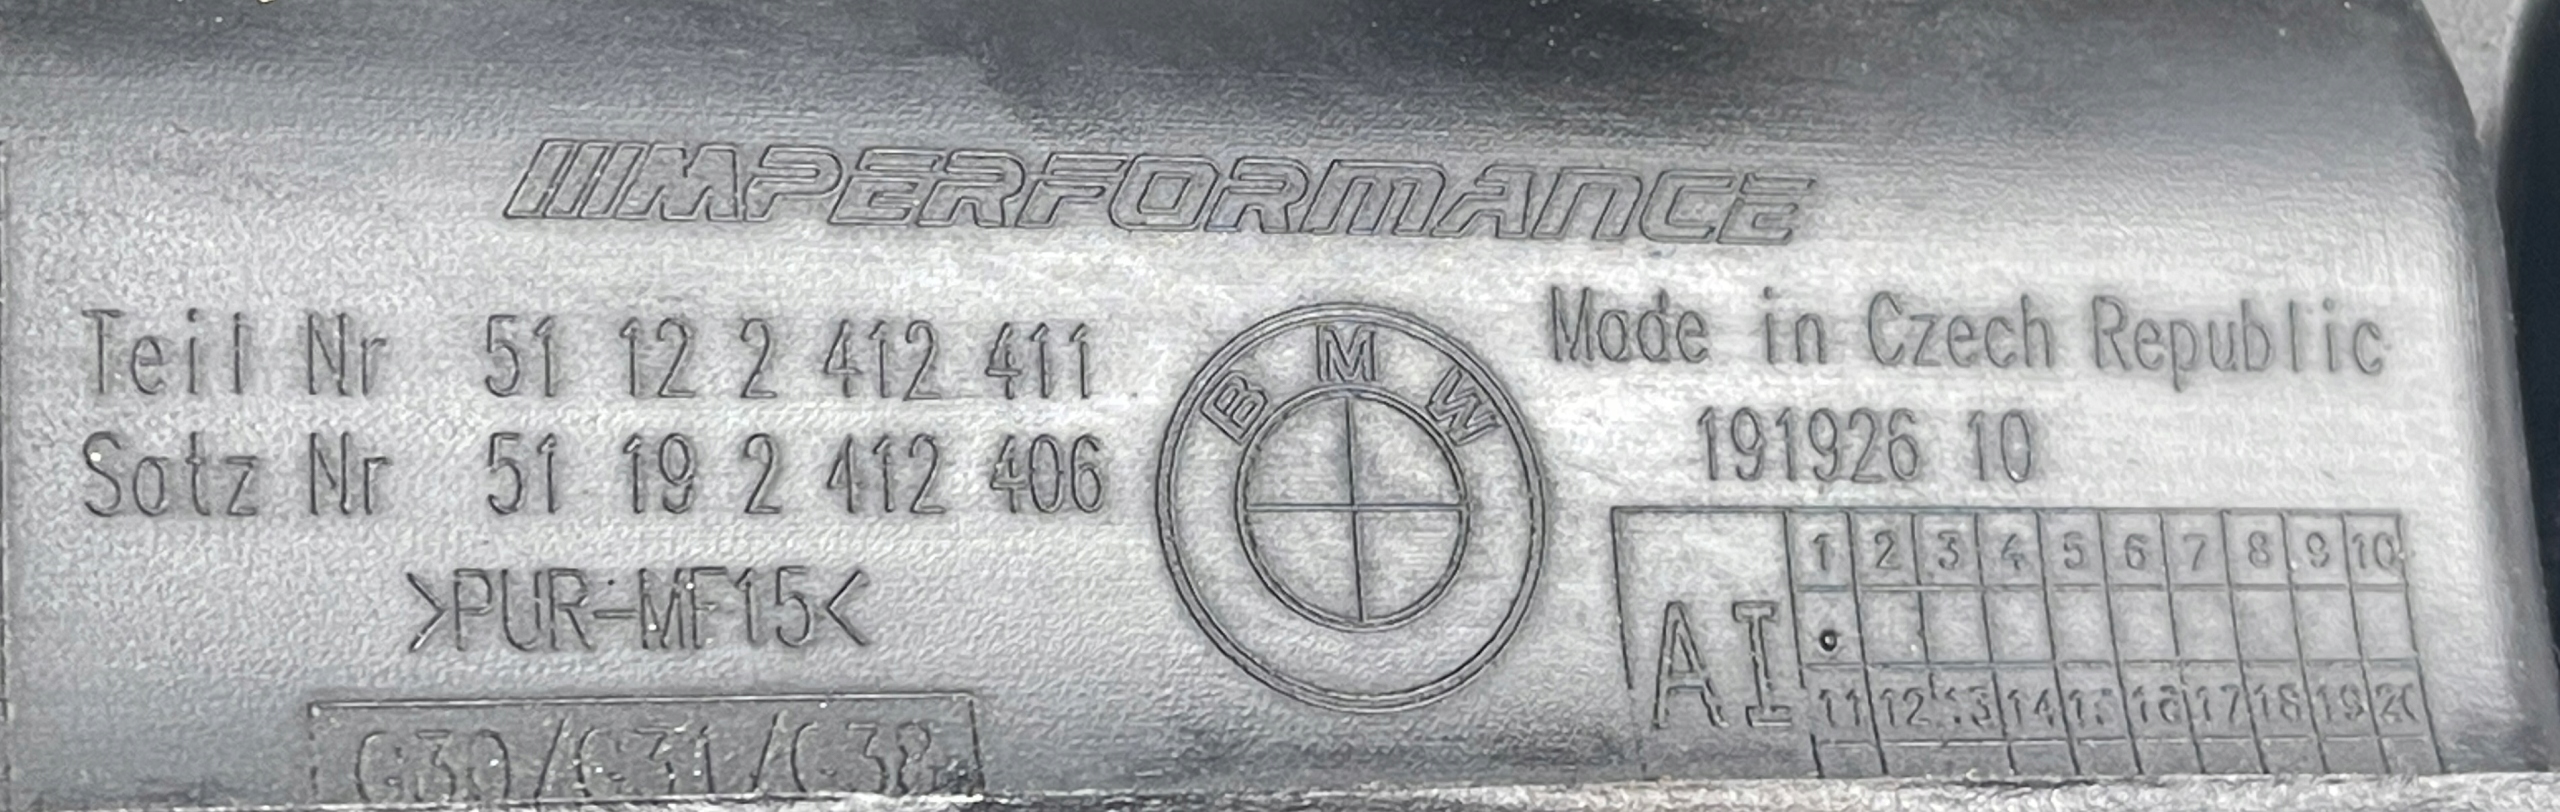 ///M PERFORMANCE
Teil Nr 51 12 2 412 411
Satz Nr 51 19 2 412 406
>PUR-MF15<
G30/G31/G38
B M W
Made in Czech Republic
191926 10
AI
1 2 3 4 5 6 7 8 9 10
11 12 13 14 15 16 17 18 19 20